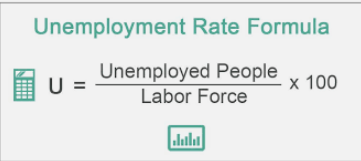 Unemployment Rate Formula
U = Unemployed People / Labor Force x 100